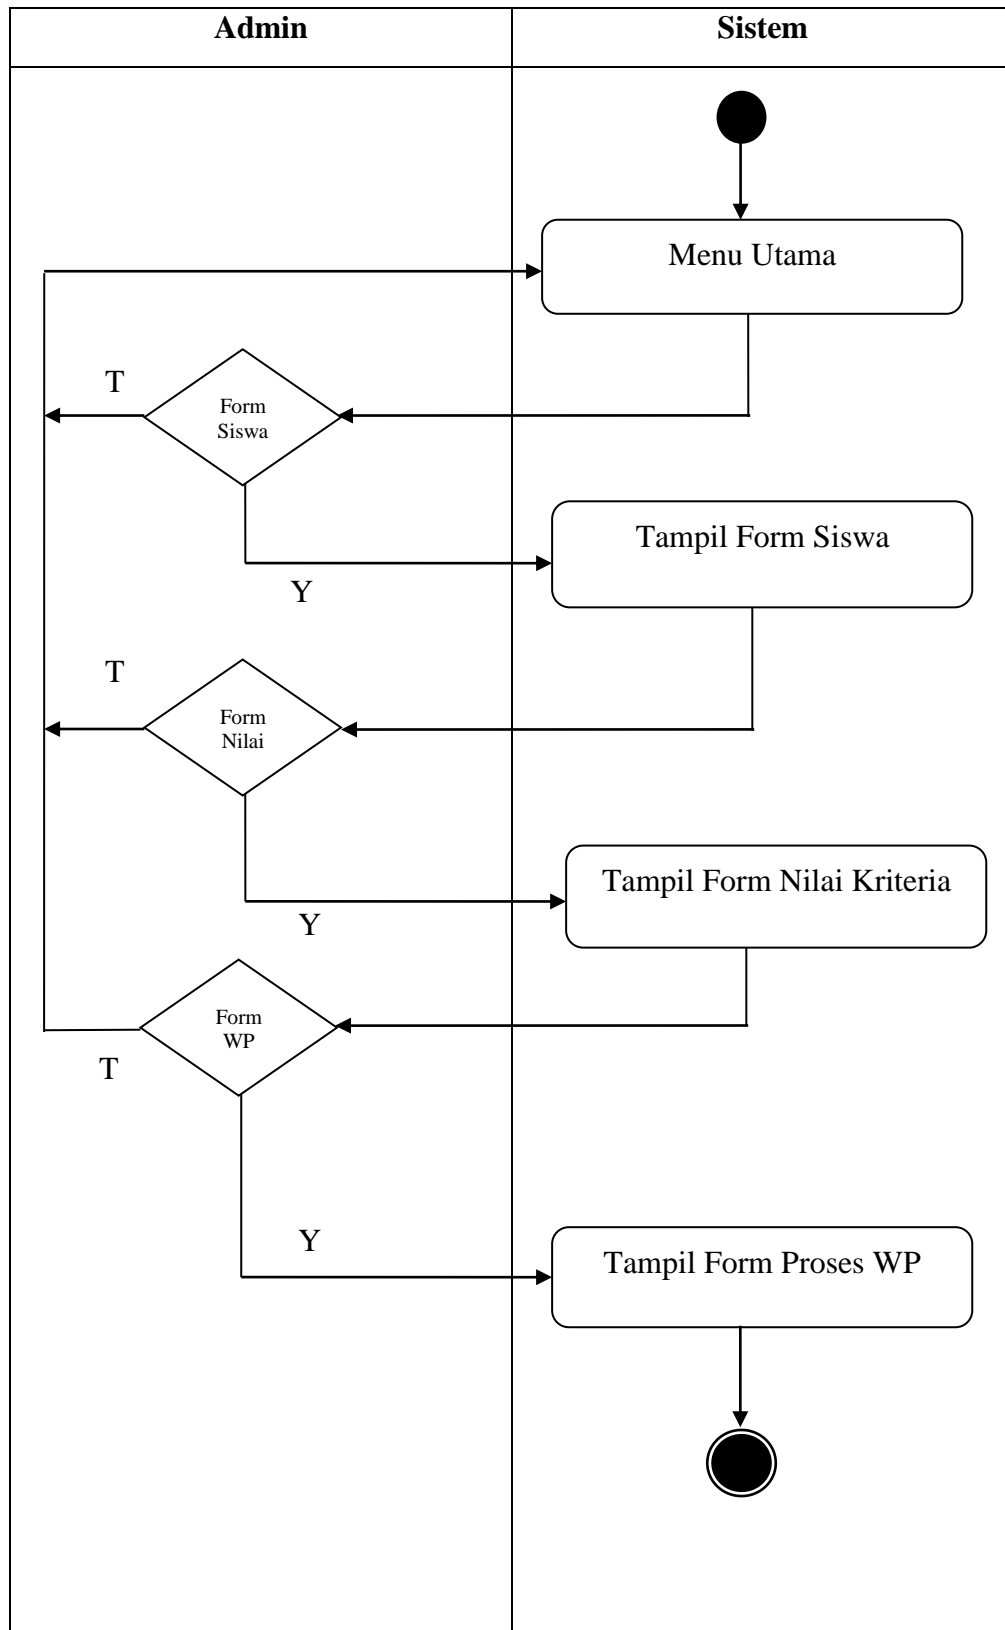 Admin
Sistem
Menu Utama
T
Form
Siswa
Tampil Form Siswa
Y
T
Form
Nilai
Tampil Form Nilai Kriteria
Y
Form
WP
T
Y
Tampil Form Proses WP